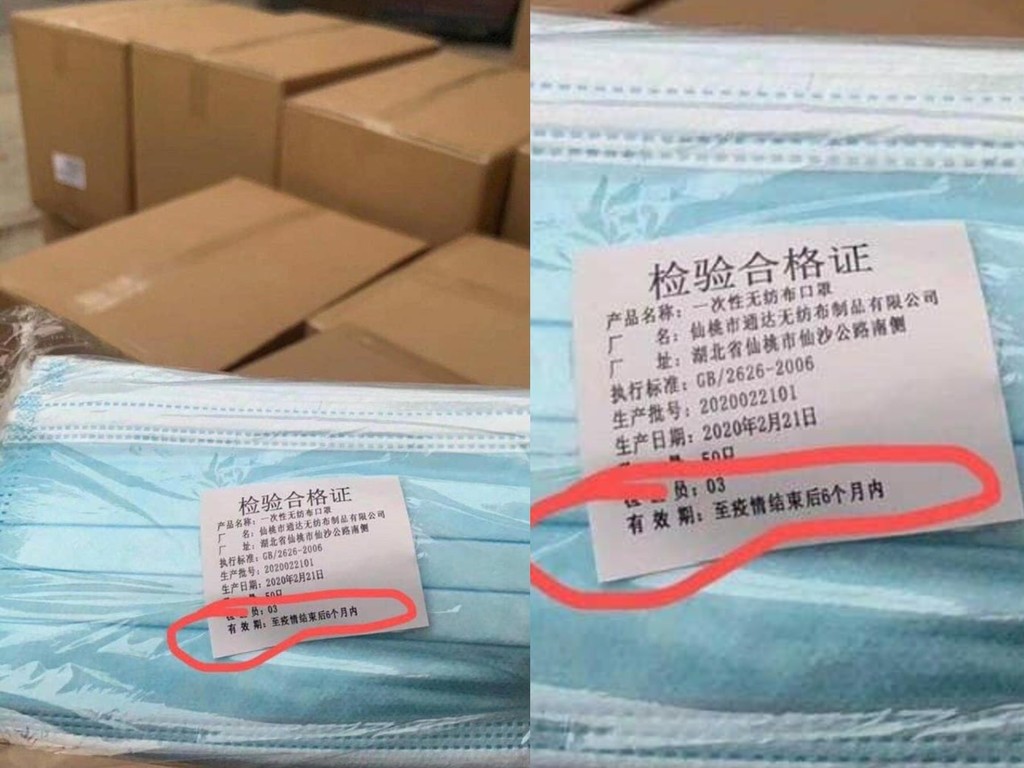 检验合格证
产品名称：一次性无纺布口罩
厂 名：仙桃市通达无纺布制品有限公司
厂 址：湖北省仙桃市仙沙公路南侧
执行标准：GB/2626-2006
生产批号：2020022101
生产日期：2020年2月21日
50只
员：03
有 效 期：至疫情结束后6个月内
检验合格证
产品名称：一次性无纺布口罩
厂 名：仙桃市通达无纺布制品有限公司
厂 址：湖北省仙桃市仙沙公路南侧
执行标准：GB/2626-2006
生产批号：2020022101
生产日期：2020年2月21日
量：50只
员：03
有 效 期：至疫情结束后6个月内